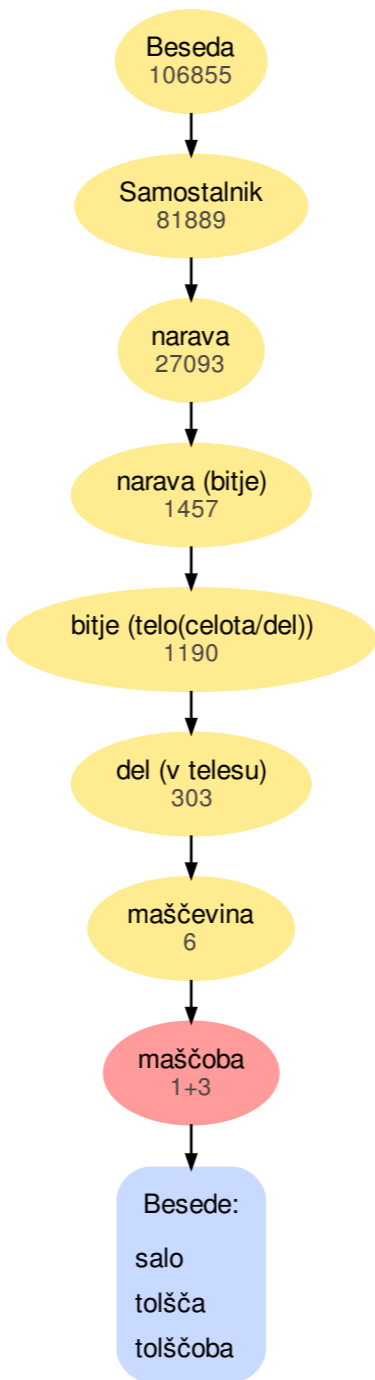 Beseda
106855
Samostalnik
81889
narava
27093
narava (bitje)
1457
bitje (telo(celota/del))
1190
del (v telesu)
303
maščevina
6
maščoba
1+3
Besede:
salo
tolšča
tolščoba